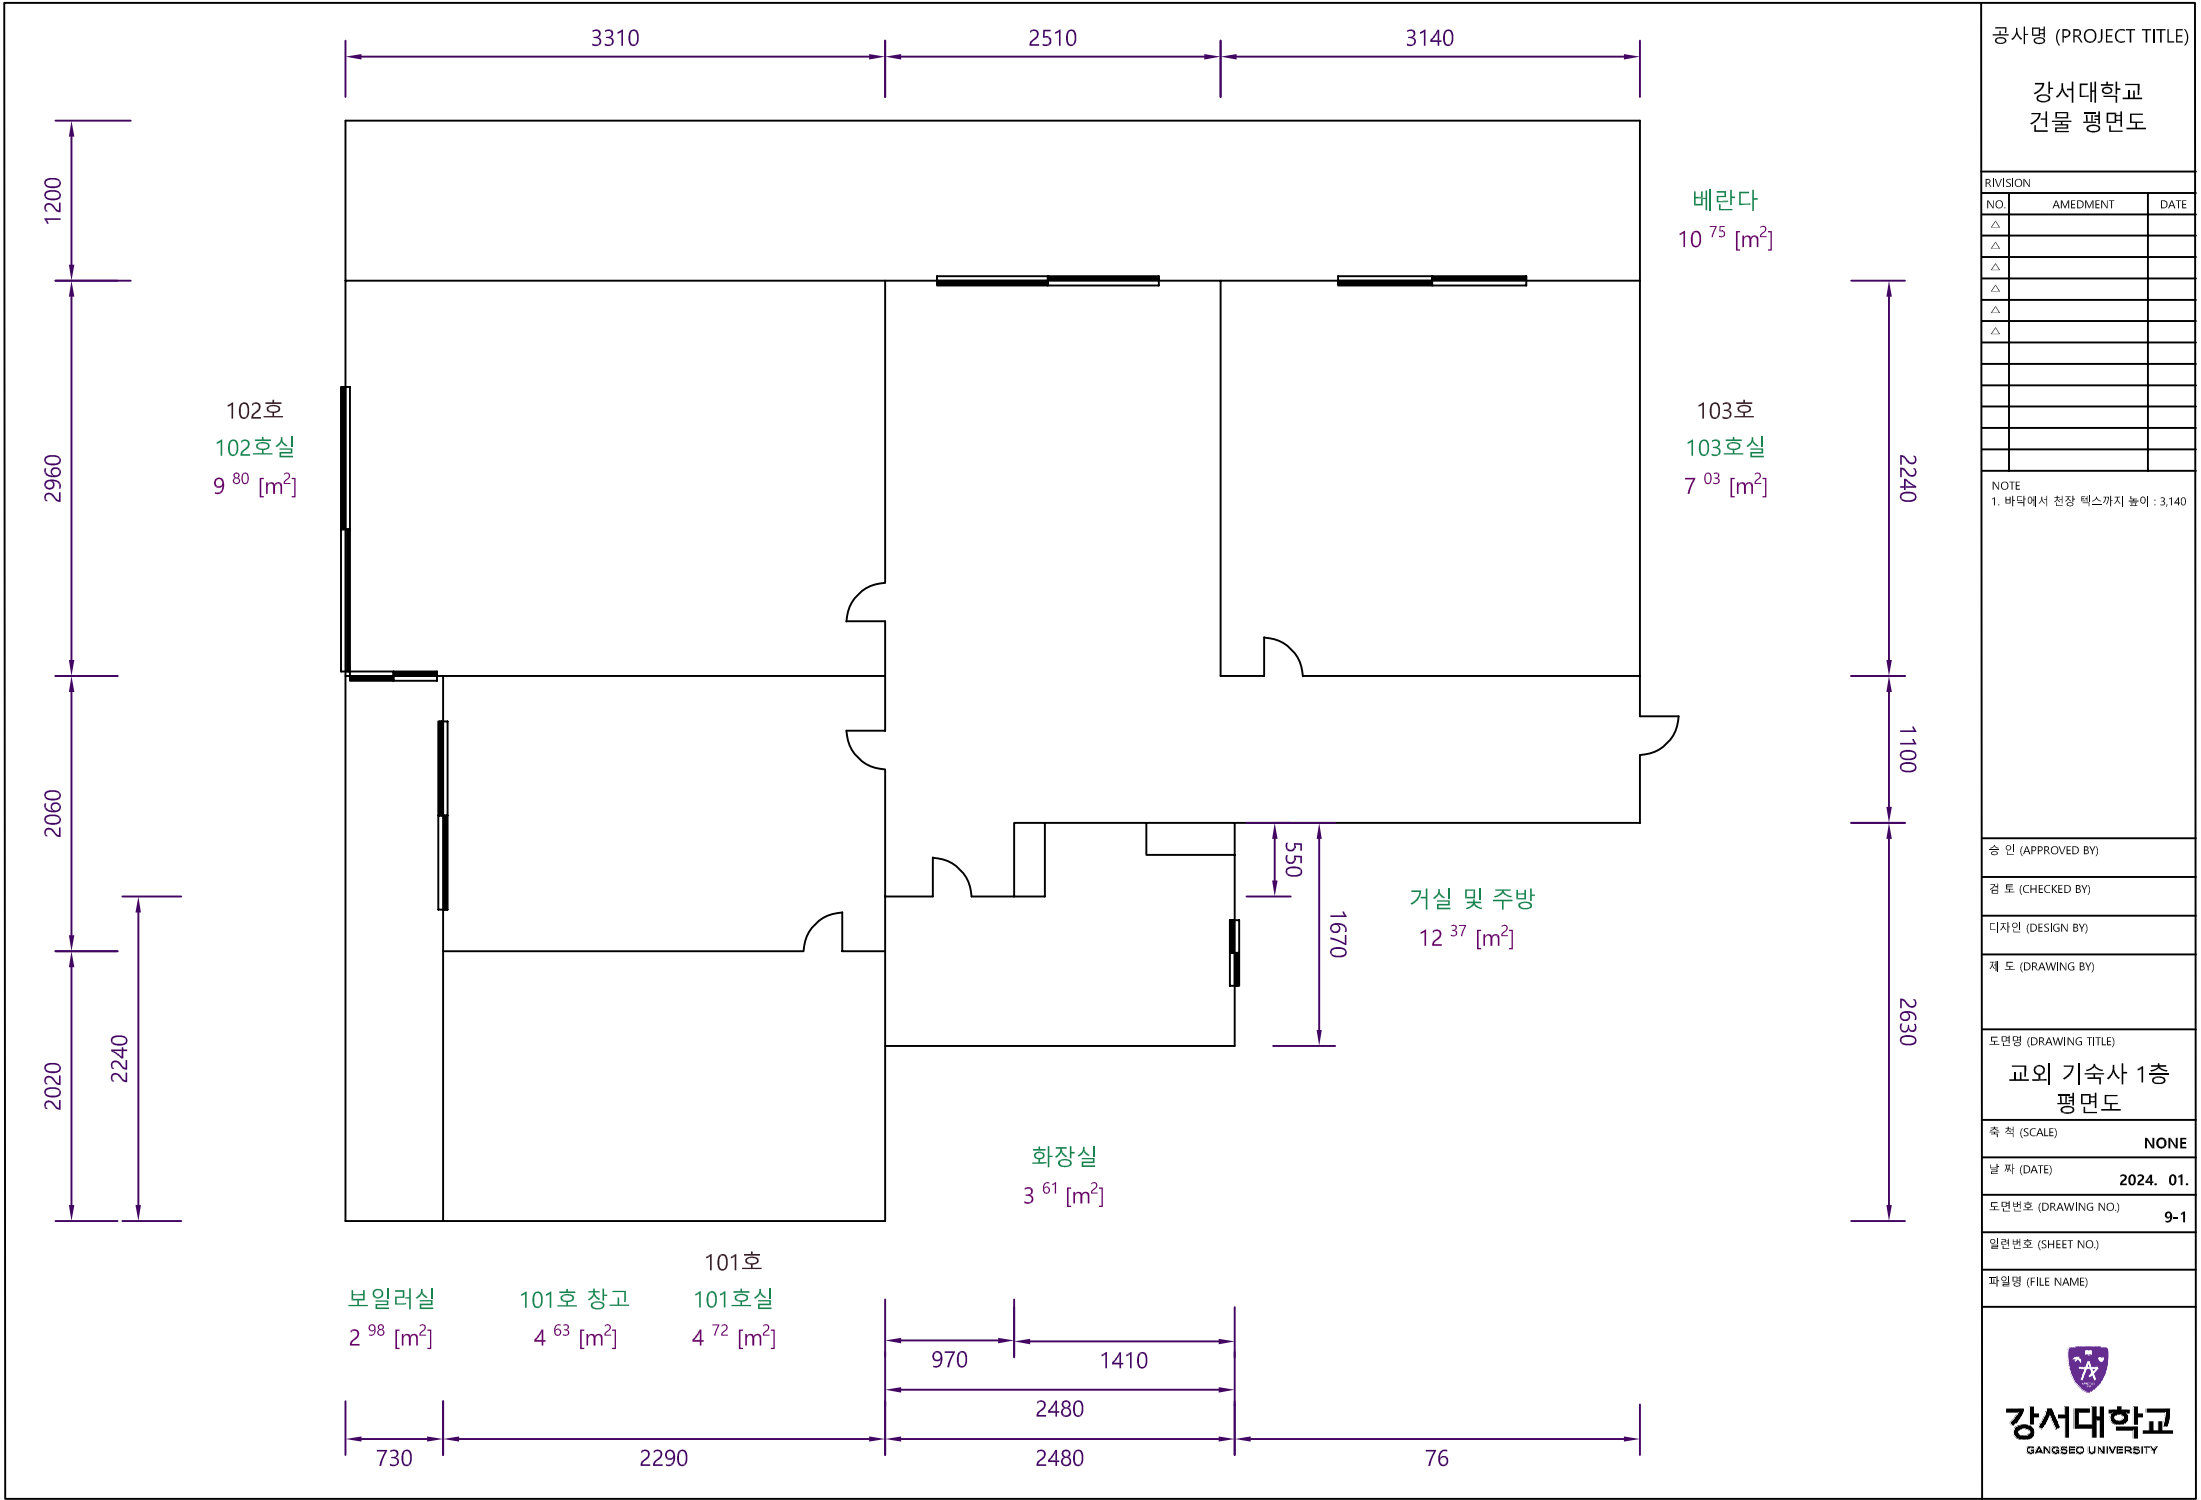 3310
2510
3140
1200
2960
2060
2020
2240
베란다
10 75 [m2]
102호
102호실
9 80 [m2]
103호
103호실
7 03 [m2]
2240
1100
2630
550
1670
거실 및 주방
12 37 [m2]
화장실
3 61 [m2]
101호
보일러실
101호 창고
101호실
2 98 [m2]
4 63 [m2]
4 72 [m2]
970
1410
2480
730
2290
2480
76
공사명 (PROJECT TITLE)
강서대학교
건물 평면도
RIVISION
NO. AMEDMENT DATE
NOTE
1. 바닥에서 천장 텍스까지 높이 : 3,140
승 인 (APPROVED BY)
검 토 (CHECKED BY)
디자인 (DESIGN BY)
제 도 (DRAWING BY)
도면명 (DRAWING TITLE)
교외 기숙사 1층
평면도
축 척 (SCALE)
NONE
날 짜 (DATE)
2024. 01.
도면번호 (DRAWING NO.)
9-1
일련번호 (SHEET NO.)
파일명 (FILE NAME)
강서대학교
GANGSEO UNIVERSITY